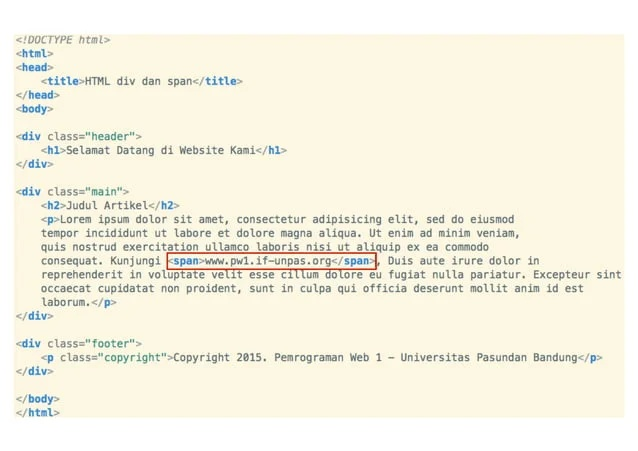 <!DOCTYPE html>
<html>
<head>
    <title>HTML div dan span</title>
</head>
<body>

<div class="header">
    <h1>Selamat Datang di Website Kami</h1>
</div>

<div class="main">
    <h2>Judul Artikel</h2>
    <p>Lorem ipsum dolor sit amet, consectetur adipisicing elit, sed do eiusmod
    tempor incididunt ut labore et dolore magna aliqua. Ut enim ad minim veniam,
    quis nostrud exercitation ullamco laboris nisi ut aliquip ex ea commodo
    consequat. Kunjungi <span>www.pw1.if-unpas.org</span>, Duis aute irure dolor in
    reprehenderit in voluptate velit esse cillum dolore eu fugiat nulla pariatur. Excepteur sint
    occaecat cupidatat non proident, sunt in culpa qui officia deserunt mollit anim id est
    laborum.</p>
</div>

<div class="footer">
    <p class="copyright">Copyright 2015. Pemrograman Web 1 – Universitas Pasundan Bandung</p>
</div>

</body>
</html>